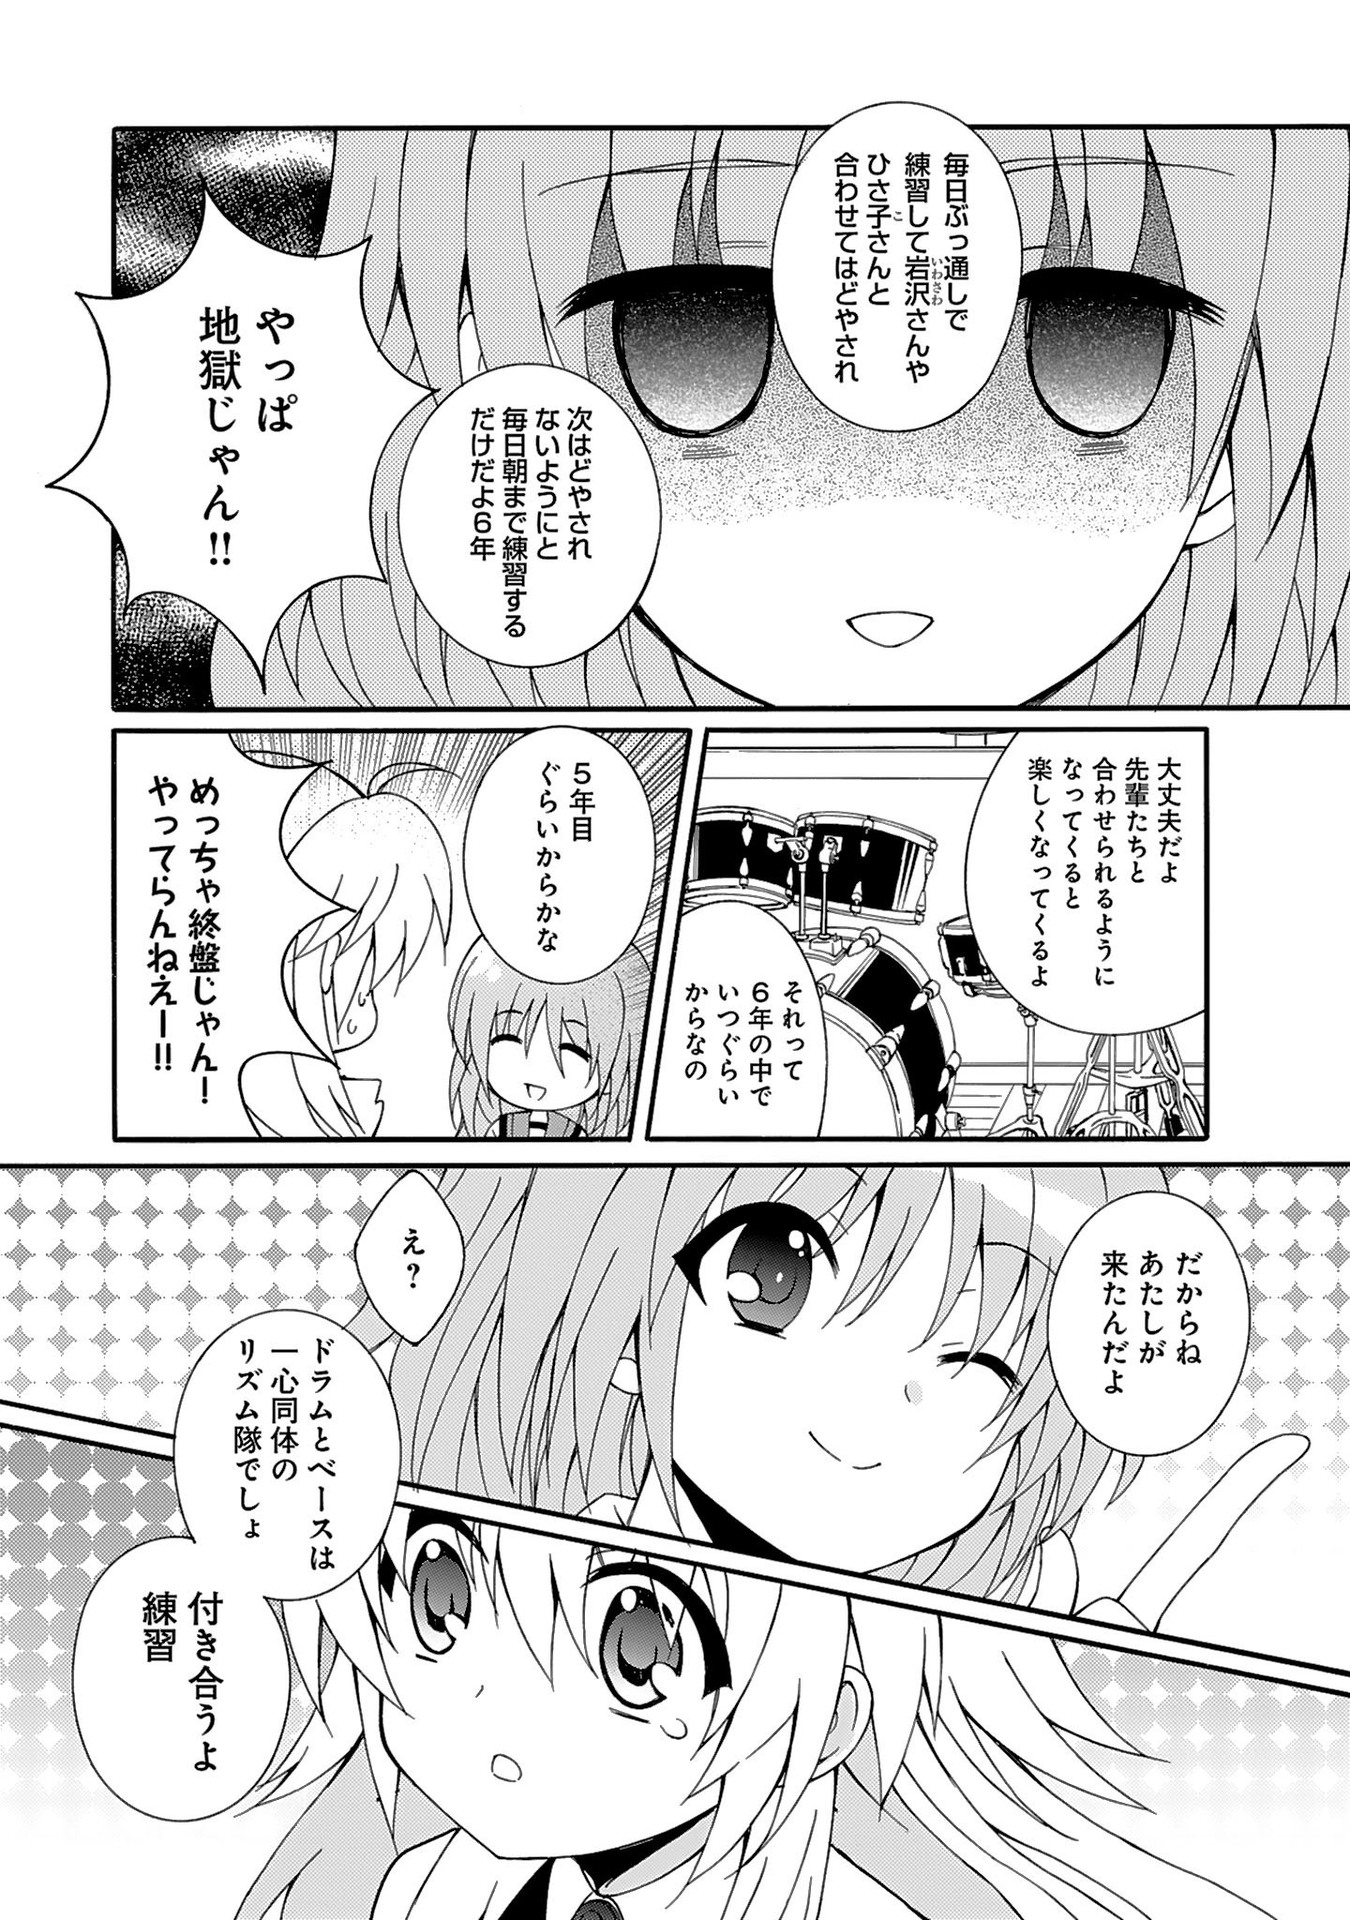 毎日ぶっ通しで
練習して岩沢さんや
ひさ子さんと
合わせてはどやされ
いわさわ
こ
次はどやされ
ないようにと
毎日朝まで練習する
だけだよ6年
やっぱ
地獄じゃん!!
大丈夫だよ
先輩たちと
合わせられるように
なってくると
楽しくなってくるよ
それって
6年の中で
いつぐらい
からなの
5年目
ぐらいからかな
めっちゃ終盤じゃん!
やってらんねえー!!
だからね
あたしが
来たんだよ
え?
ドラムとベースは
一心同体の
リズム隊でしょ
付き合うよ
練習